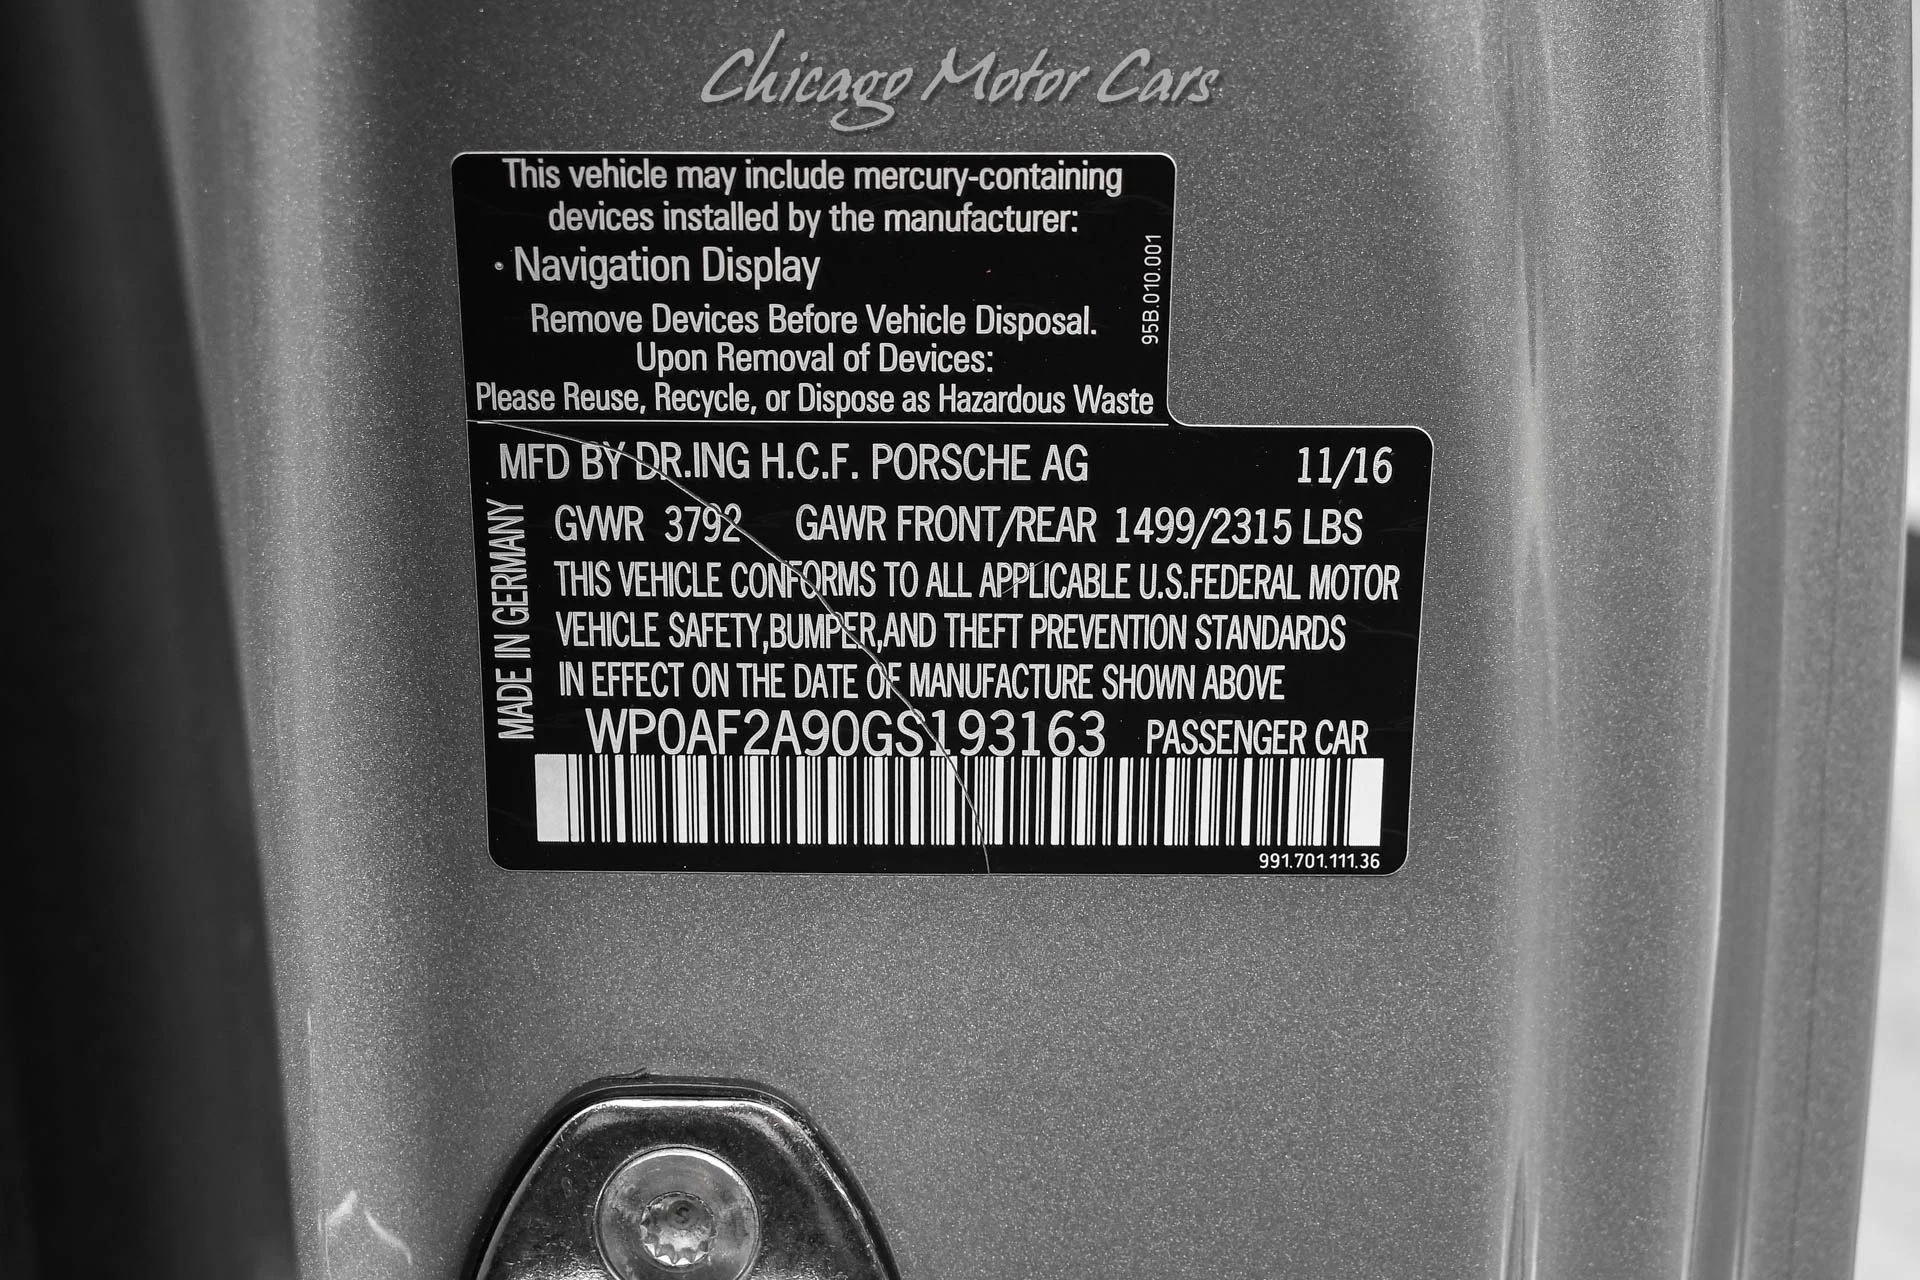 Chicago Motor Cars
This vehicle may include mercury-containing
devices installed by the manufacturer:
· Navigation Display
Remove Devices Before Vehicle Disposal.
Upon Removal of Devices:
Please Reuse, Recycle, or Dispose as Hazardous Waste
95B.010.001
MFD BY DR.ING H.C.F. PORSCHE AG 11/16
MADE IN GERMANY
GVWR 3792 GAWR FRONT/REAR 1499/2315 LBS
THIS VEHICLE CONFORMS TO ALL APPLICABLE U.S.FEDERAL MOTOR
VEHICLE SAFETY,BUMPER,AND THEFT PREVENTION STANDARDS
IN EFFECT ON THE DATE OF MANUFACTURE SHOWN ABOVE
WP0AF2A90GS193163 PASSENGER CAR
991.701.111.36